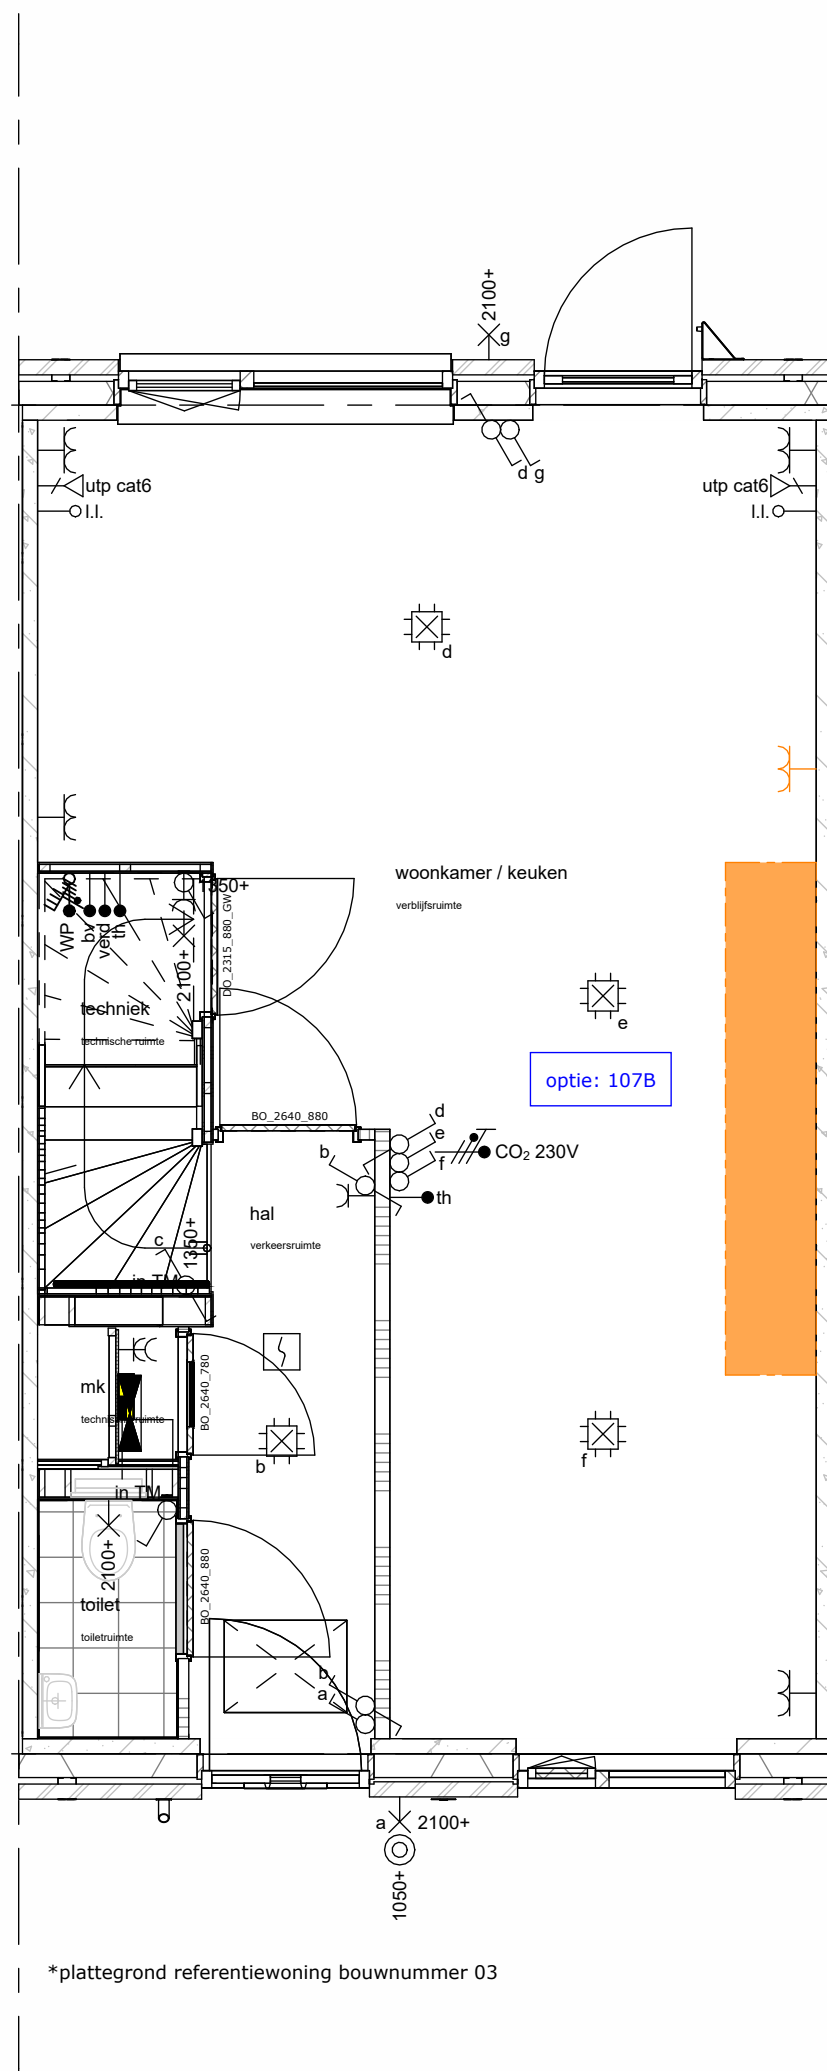 2100+
g
d g
utp cat6
utp cat6
l.l.
l.l.
d
woonkamer / keuken
verblijfsruimte
1350+
WP
bv
verd
th
2100+
DO_2315_880_GW
techniek
technische ruimte
e
optie: 107B
BO_2640_880
d
e
f
b
CO₂ 230V
th
hal
verkeersruimte
c
1350+
in TM
mk
technische ruimte
BO_2640_780
b
f
in TM
2100+
BO_2640_880
toilet
toiletruimte
b
a
a
2100+
1050+
*plattegrond referentiewoning bouwnummer 03